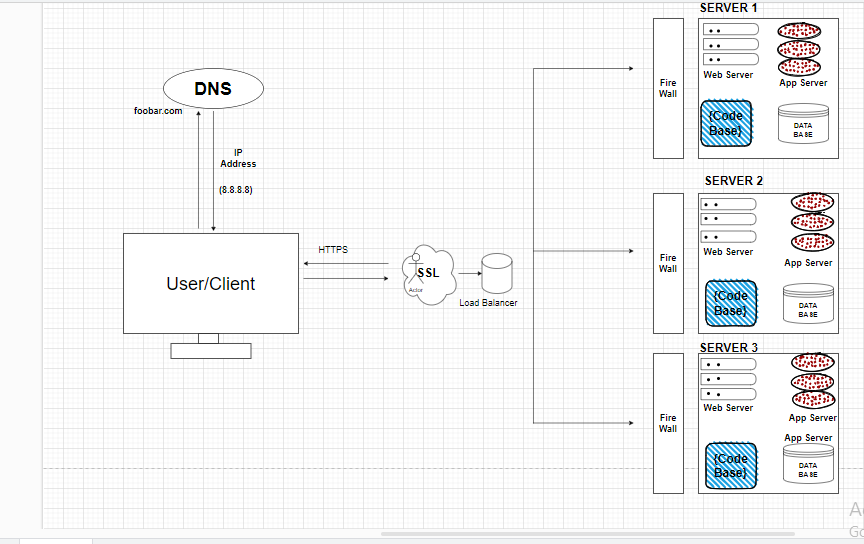 DNS
foobar.com
IP
Address
(8.8.8.8)
User/Client
HTTPS
SSL
Actor
Load Balancer
SERVER 1
Fire
Wall
Web Server
App Server
{Code
Base}
DATA
BASE
SERVER 2
Fire
Wall
Web Server
App Server
{Code
Base}
DATA
BASE
SERVER 3
Fire
Wall
Web Server
App Server
App Server
{Code
Base}
DATA
BASE